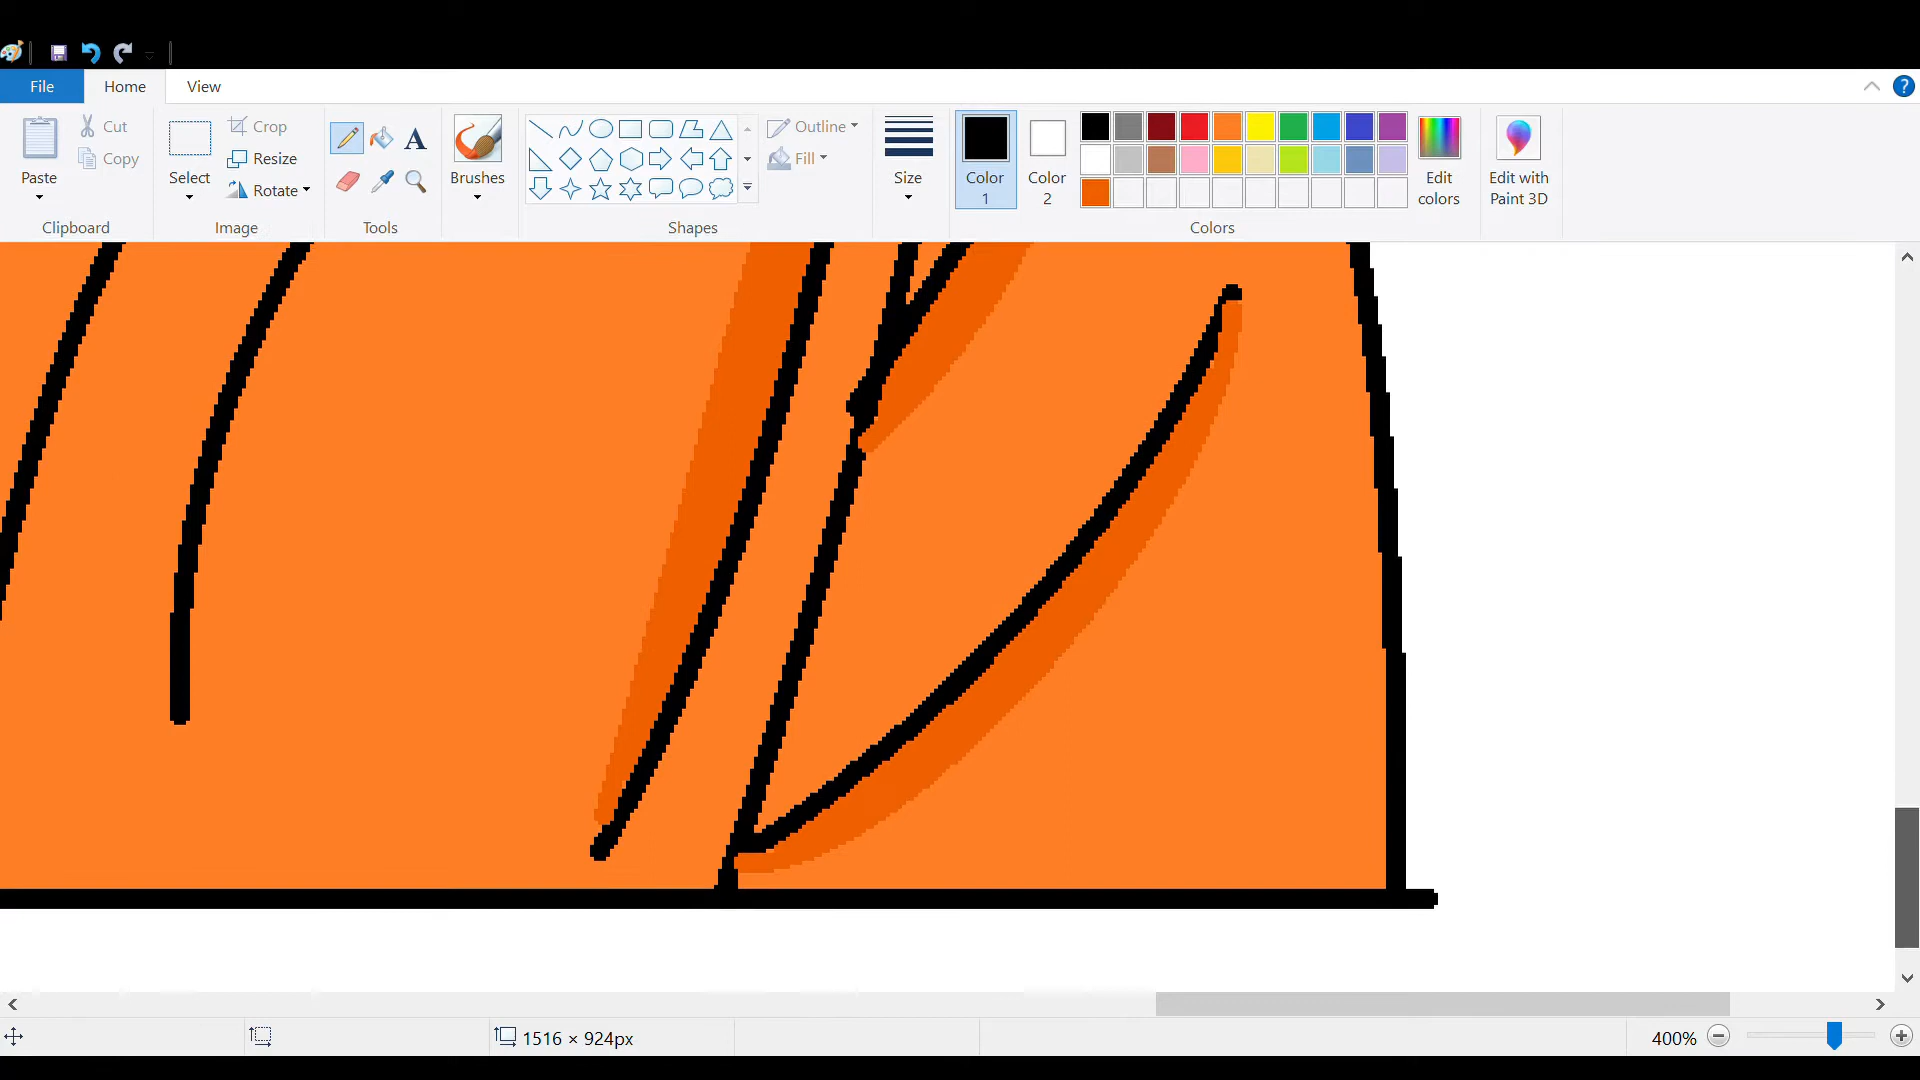 File Home View ?
Paste
Cut
Copy
Clipboard
Select
Crop
Resize
Rotate
Image
A
Tools
Brushes
Outline
Fill
Shapes
Size
Color
1
Color
2
Edit
colors
Colors
Edit with
Paint 3D
1516 × 924px
400%